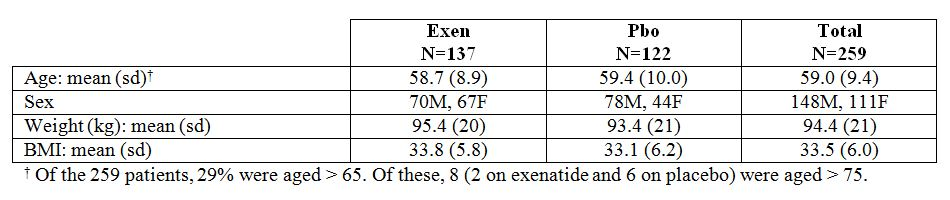 Exen Pbo Total
N=137 N=122 N=259
Age: mean (sd)† 58.7 (8.9) 59.4 (10.0) 59.0 (9.4)
Sex 70M, 67F 78M, 44F 148M, 111F
Weight (kg): mean (sd) 95.4 (20) 93.4 (21) 94.4 (21)
BMI: mean (sd) 33.8 (5.8) 33.1 (6.2) 33.5 (6.0)
† Of the 259 patients, 29% were aged > 65. Of these, 8 (2 on exenatide and 6 on placebo) were aged > 75.